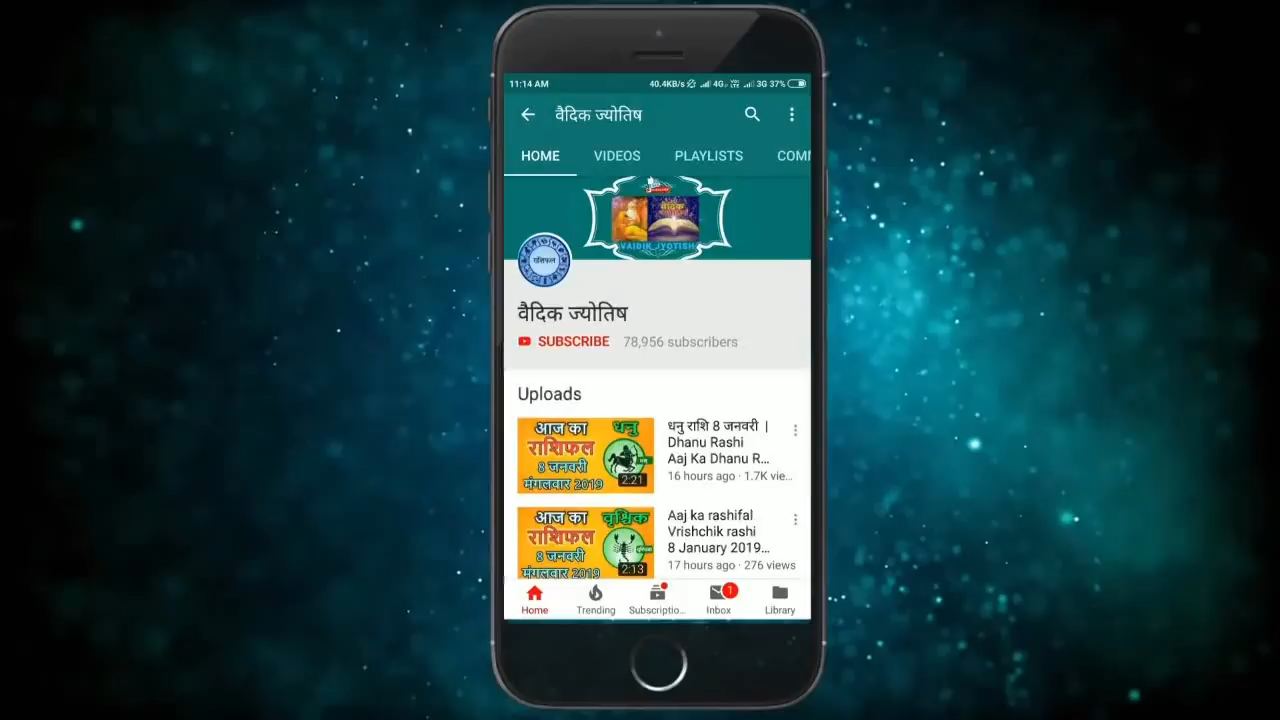 11:14 AM
40.4KB/s 4G VoLTE 3G 37%
वैदिक ज्योतिष
HOME VIDEOS PLAYLISTS COMM
वैदिक
VAIDIK JYOTISH
राशिफल
वैदिक ज्योतिष
SUBSCRIBE 78,956 subscribers
Uploads
आज का धनु
राशिफल
8 जनवरी
मंगलवार 2019
2:21
धनु राशि 8 जनवरी |
Dhanu Rashi
Aaj Ka Dhanu R...
16 hours ago · 1.7K vie...
आज का वृश्चिक
राशिफल
8 जनवरी
मंगलवार 2019
2:13
Aaj ka rashifal
Vrishchik rashi
8 January 2019...
17 hours ago · 276 views
1
Home Trending Subscriptio... Inbox Library